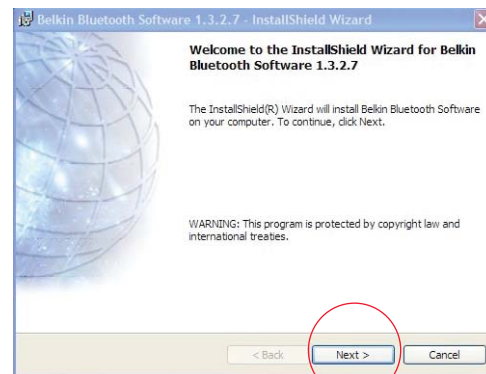 Belkin Bluetooth Software 1.3.2.7 - InstallShield Wizard
Welcome to the InstallShield Wizard for Belkin
Bluetooth Software 1.3.2.7
The InstallShield(R) Wizard will install Belkin Bluetooth Software
on your computer. To continue, click Next.
WARNING: This program is protected by copyright law and
international treaties.
< Back Next > Cancel